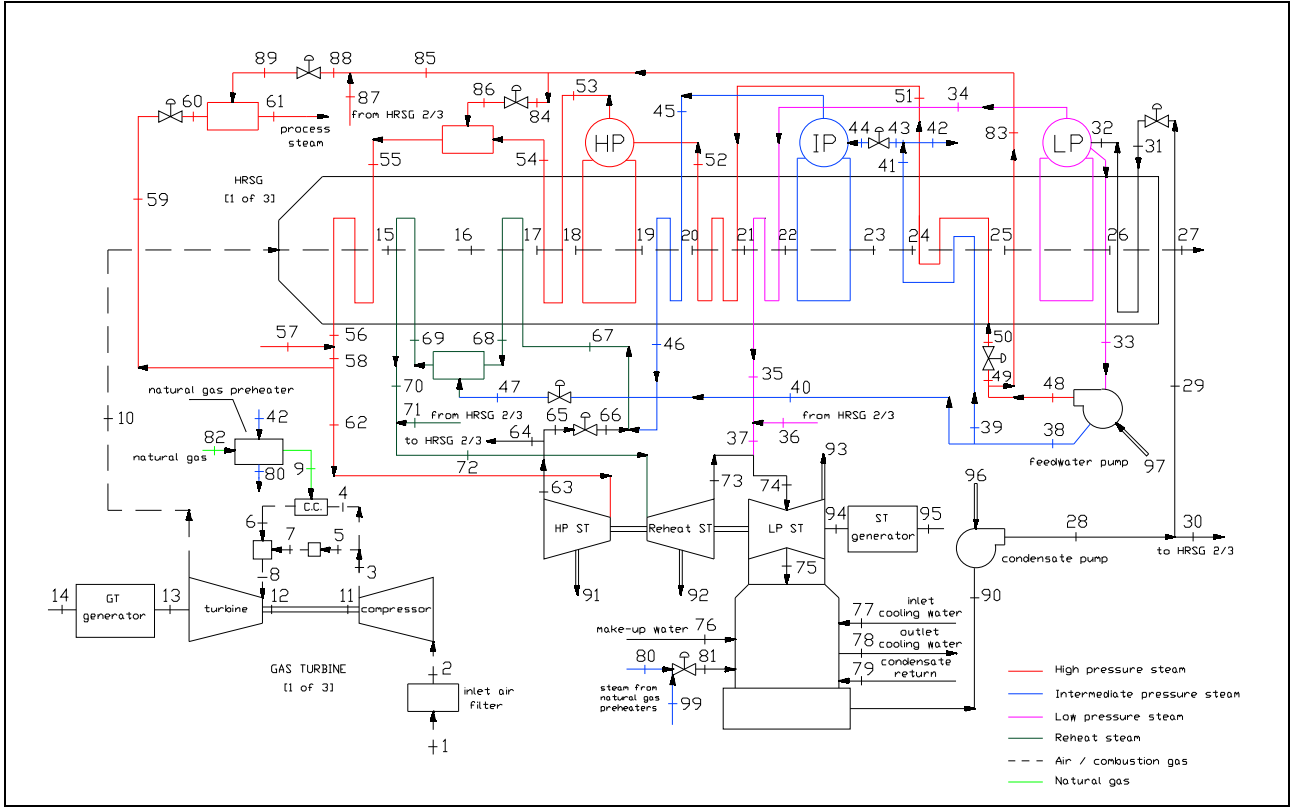 89
88
85
86
84
53
45
51
34
60
61
process
steam
87
from HRSG 2/3
HP
IP
LP
44
43
42
83
32
31
55
54
52
41
HRSG
[1 of 3]
59
15
16
17
18
19
20
21
22
23
24
25
26
27
57
56
58
69
68
67
46
50
49
33
natural gas preheater
70
47
35
40
48
29
10
42
71
from HRSG 2/3
65
66
from HRSG 2/3
36
37
39
38
62
to HRSG 2/3
64
82
natural gas
80
9
72
feedwater pump
97
63
73
74
93
96
C.C.
4
6
7
5
3
8
HP ST
Reheat ST
LP ST
94
ST
generator
95
28
30
to HRSG 2/3
condensate pump
14
GT
generator
13
turbine
12
11
compressor
75
91
92
90
make-up water
76
inlet
cooling water
77
outlet
cooling water
78
condensate
return
79
80
81
steam from
natural gas
preheaters
99
GAS TURBINE
[1 of 3]
2
inlet air
filter
1
High pressure steam
Intermediate pressure steam
Low pressure steam
Reheat steam
Air / combustion gas
Natural gas